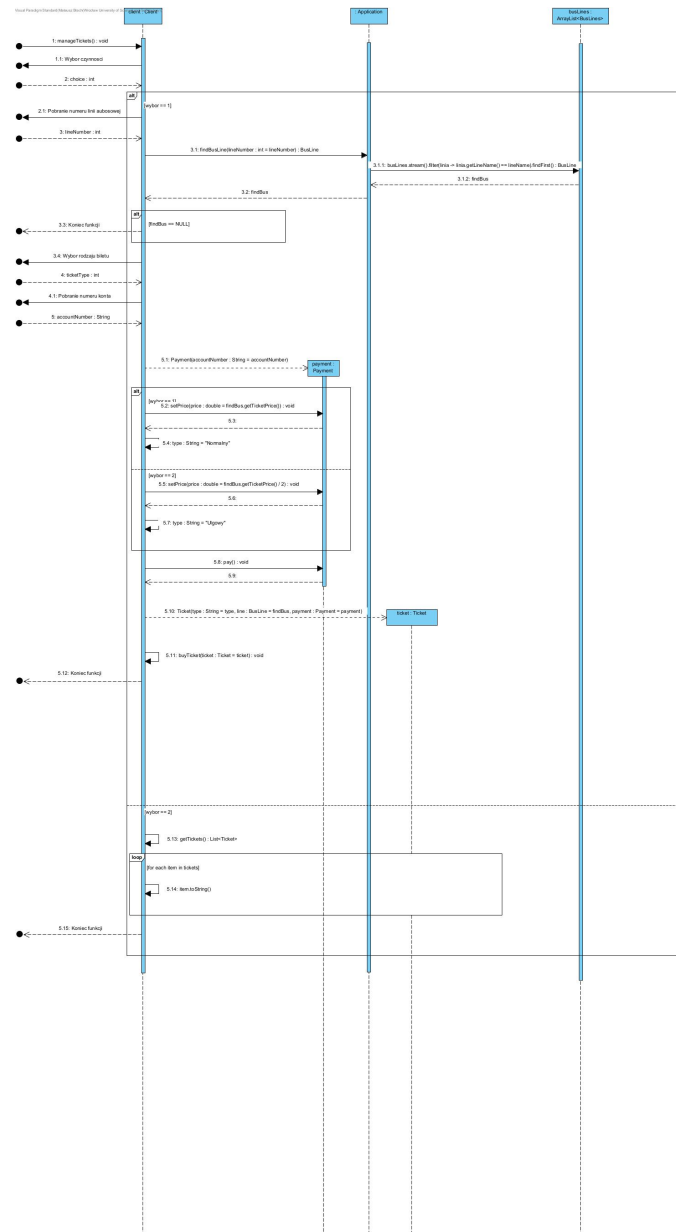 client : Client
: Application
busLines :
ArrayList<BusLinex>
1: manageTickets() : void
1.1: Wybor czynnosci
2: choice : int
alt
[wybor == 1]
2.1: Pobranie numeru linii aubosowej
3: lineNumber : int
3.1: findBusLine(lineNumber : int = lineNumber) : BusLine
3.1.1: busLines.stream().filter(linia -> linia.getLineName() == lineName).findFirst() : BusLine
3.1.2: findBus
3.2: findBus
alt
[findBus == NULL]
3.3: Koniec funkcji
3.4: Wybor rodzaju biletu
4: ticketType : int
4.1: Pobranie numeru konta
5: accountNumber : String
5.1: Payment(accountNumber : String = accountNumber)
payment :
Payment
alt
[wybor == 1]
5.2: setPrice(price : double = findBus.getTicketPrice()) : void
5.3:
5.4: type : String = "Normalny"
[wybor == 2]
5.5: setPrice(price : double = findBus.getTicketPrice() / 2) : void
5.6:
5.7: type : String = "Ulgowy"
5.8: pay() : void
5.9:
5.10: Ticket(type : String = type, line : BusLine = findBus, payment : Payment = payment)
ticket : Ticket
5.11: buyTicket(ticket : Ticket = ticket) : void
5.12: Koniec funkcji
[wybor == 2]
5.13: getTickets() : List<Ticket>
loop
[for each item in tickets]
5.14: item.toString()
5.15: Koniec funkcji